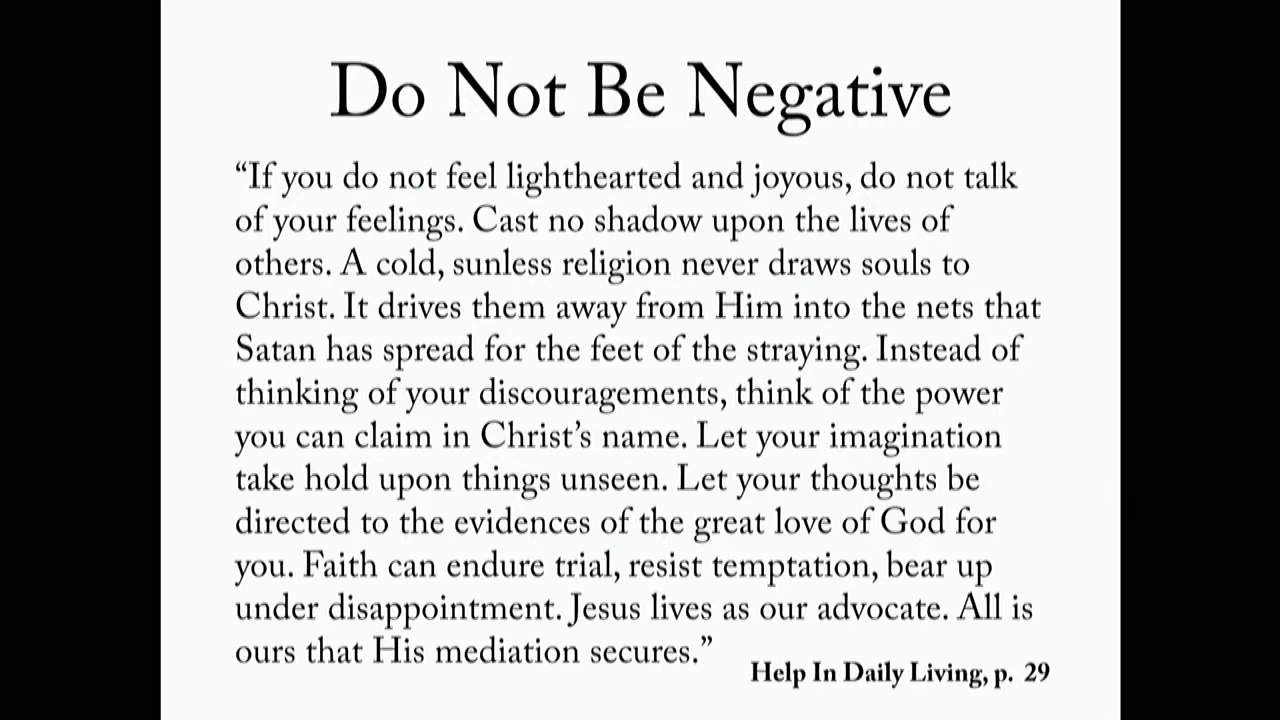 Do Not Be Negative
“If you do not feel lighthearted and joyous, do not talk
of your feelings. Cast no shadow upon the lives of
others. A cold, sunless religion never draws souls to
Christ. It drives them away from Him into the nets that
Satan has spread for the feet of the straying. Instead of
thinking of your discouragements, think of the power
you can claim in Christ’s name. Let your imagination
take hold upon things unseen. Let your thoughts be
directed to the evidences of the great love of God for
you. Faith can endure trial, resist temptation, bear up
under disappointment. Jesus lives as our advocate. All is
ours that His mediation secures.”
Help In Daily Living, p. 29